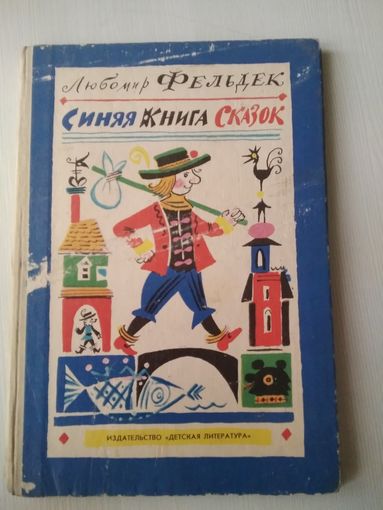 Любомир Фельдек
Синяя Книга Сказок
ИЗДАТЕЛЬСТВО «ДЕТСКАЯ ЛИТЕРАТУРА»